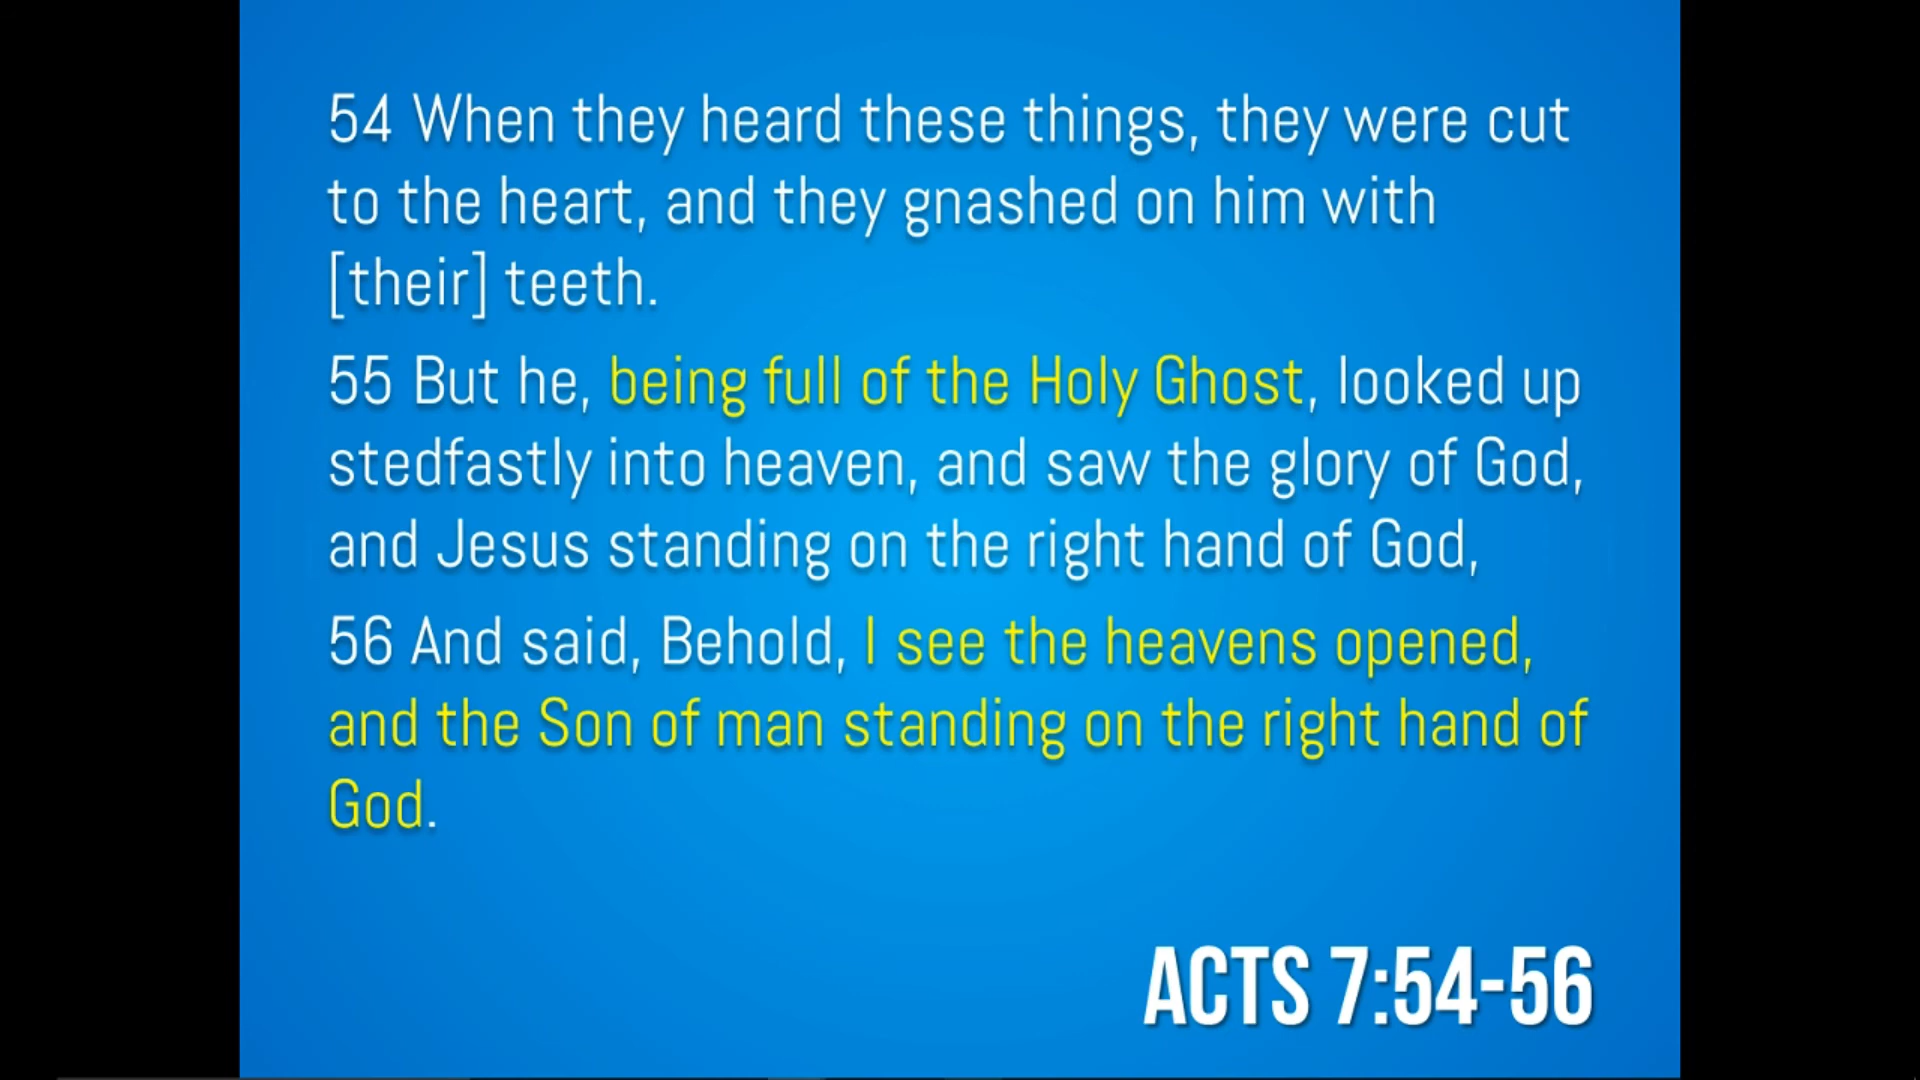 54 When they heard these things, they were cut
to the heart, and they gnashed on him with
[their] teeth.
55 But he, being full of the Holy Ghost, looked up
stedfastly into heaven, and saw the glory of God,
and Jesus standing on the right hand of God,
56 And said, Behold, I see the heavens opened,
and the Son of man standing on the right hand of
God.
ACTS 7:54-56